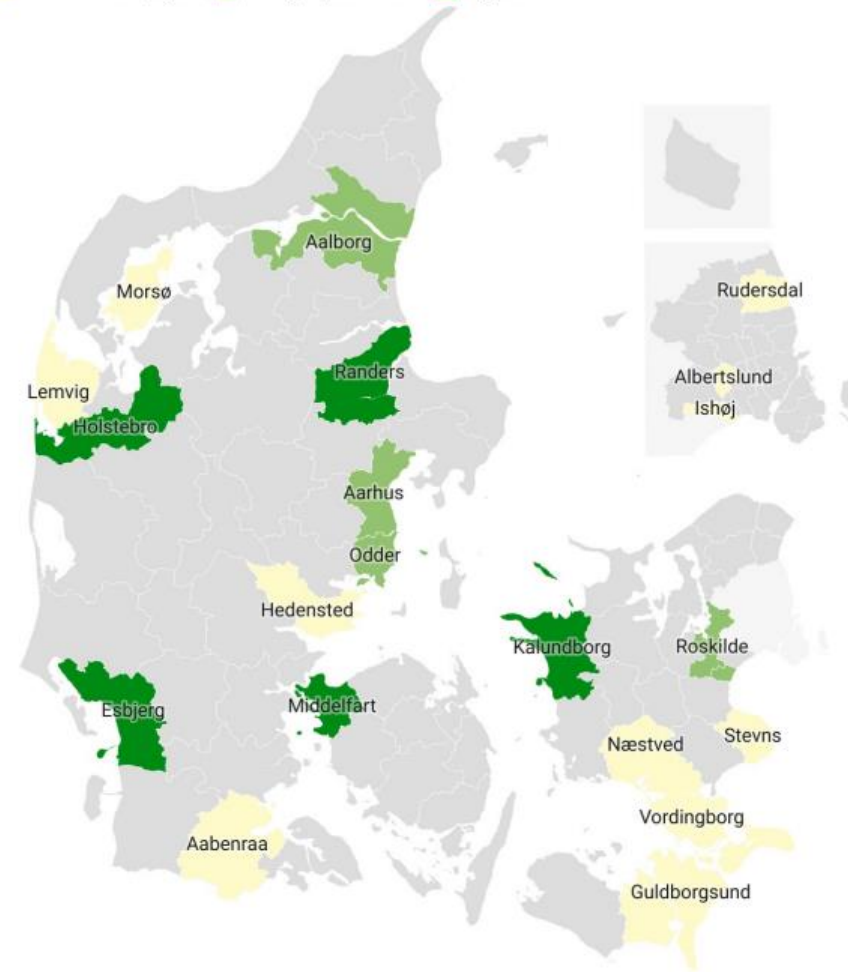 Aalborg
Morsø
Rudersdal
Randers
Albertslund
Lemvig
Ishøj
Holstebro
Aarhus
Odder
Hedensted
Kalundborg
Roskilde
Middelfart
Esbjerg
Stevns
Næstved
Vordingborg
Aabenraa
Guldborgsund